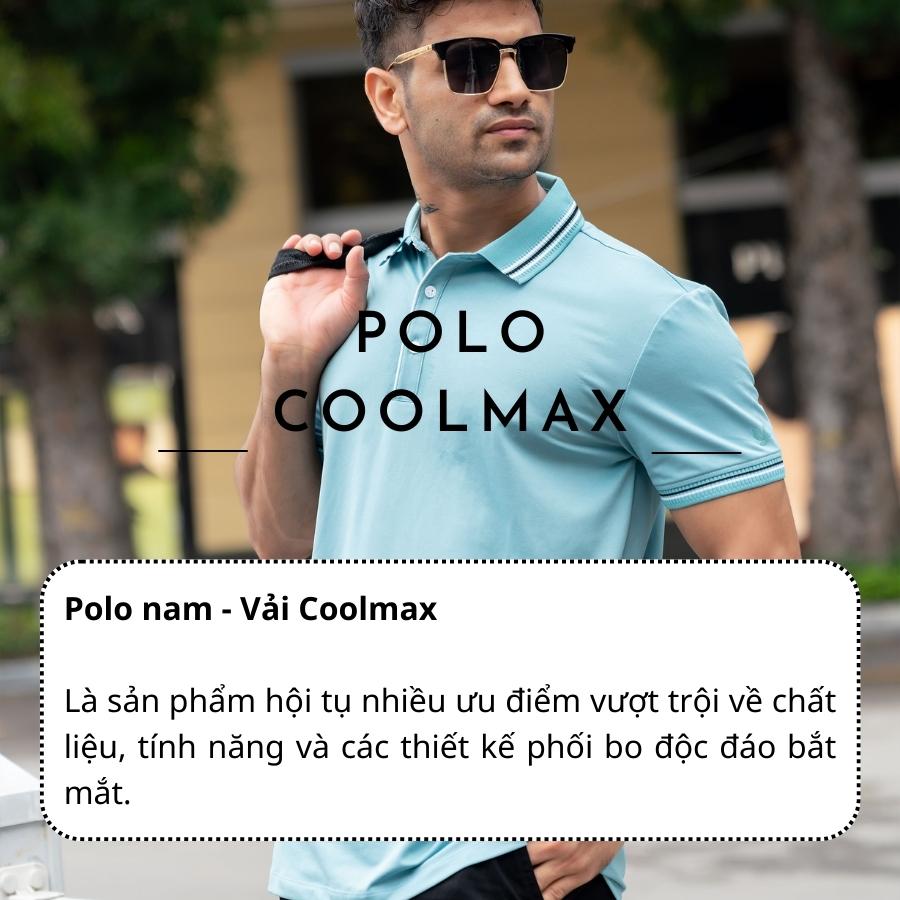 POLO
COOLMAX
Polo nam - Vải Coolmax
Là sản phẩm hội tụ nhiều ưu điểm vượt trội về chất
liệu, tính năng và các thiết kế phối bo độc đáo bắt
mắt.